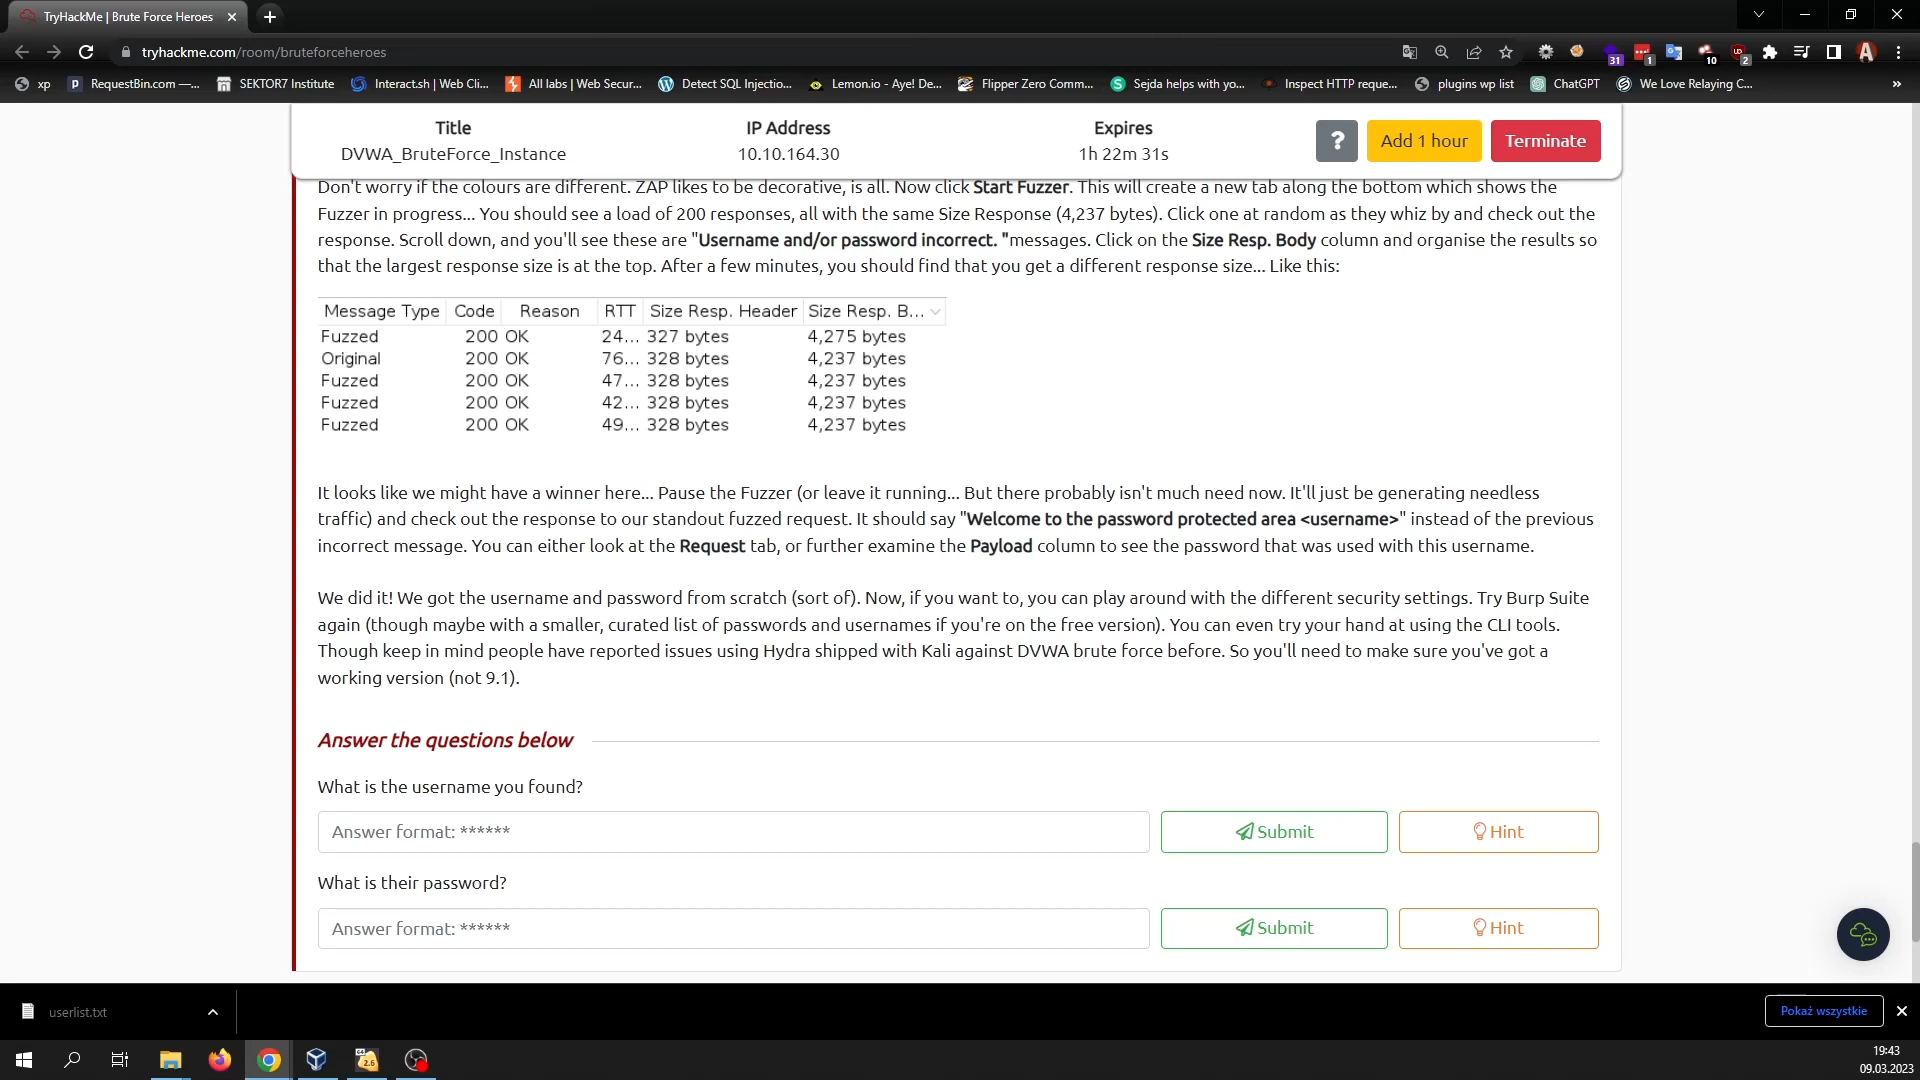 TryHackMe | Brute Force Heroes
tryhackme.com/room/bruteforceheroes
31
1
10
2
A
xp
RequestBin.com —...
SEKTOR7 Institute
Interact.sh | Web Cli...
All labs | Web Secur...
Detect SQL Injectio...
Lemon.io - Aye! De...
Flipper Zero Comm...
Sejda helps with yo...
Inspect HTTP reque...
plugins wp list
ChatGPT
We Love Relaying C...
»
Title IP Address Expires
DVWA_BruteForce_Instance 10.10.164.30 1h 22m 31s
? Add 1 hour Terminate
Don't worry if the colours are different. ZAP likes to be decorative, is all. Now click Start Fuzzer. This will create a new tab along the bottom which shows the
Fuzzer in progress... You should see a load of 200 responses, all with the same Size Response (4,237 bytes). Click one at random as they whiz by and check out the
response. Scroll down, and you'll see these are "Username and/or password incorrect. "messages. Click on the Size Resp. Body column and organise the results so
that the largest response size is at the top. After a few minutes, you should find that you get a different response size... Like this:
Message Type Code Reason RTT Size Resp. Header Size Resp. B...
Fuzzed 200 OK 24... 327 bytes 4,275 bytes
Original 200 OK 76... 328 bytes 4,237 bytes
Fuzzed 200 OK 47... 328 bytes 4,237 bytes
Fuzzed 200 OK 42... 328 bytes 4,237 bytes
Fuzzed 200 OK 49... 328 bytes 4,237 bytes
It looks like we might have a winner here... Pause the Fuzzer (or leave it running... But there probably isn't much need now. It'll just be generating needless
traffic) and check out the response to our standout fuzzed request. It should say "Welcome to the password protected area <username>" instead of the previous
incorrect message. You can either look at the Request tab, or further examine the Payload column to see the password that was used with this username.
We did it! We got the username and password from scratch (sort of). Now, if you want to, you can play around with the different security settings. Try Burp Suite
again (though maybe with a smaller, curated list of passwords and usernames if you're on the free version). You can even try your hand at using the CLI tools.
Though keep in mind people have reported issues using Hydra shipped with Kali against DVWA brute force before. So you'll need to make sure you've got a
working version (not 9.1).
Answer the questions below
What is the username you found?
Answer format: ****** Submit Hint
What is their password?
Answer format: ****** Submit Hint
userlist.txt
Pokaż wszystkie
64
2.6
19:43
09.03.2023